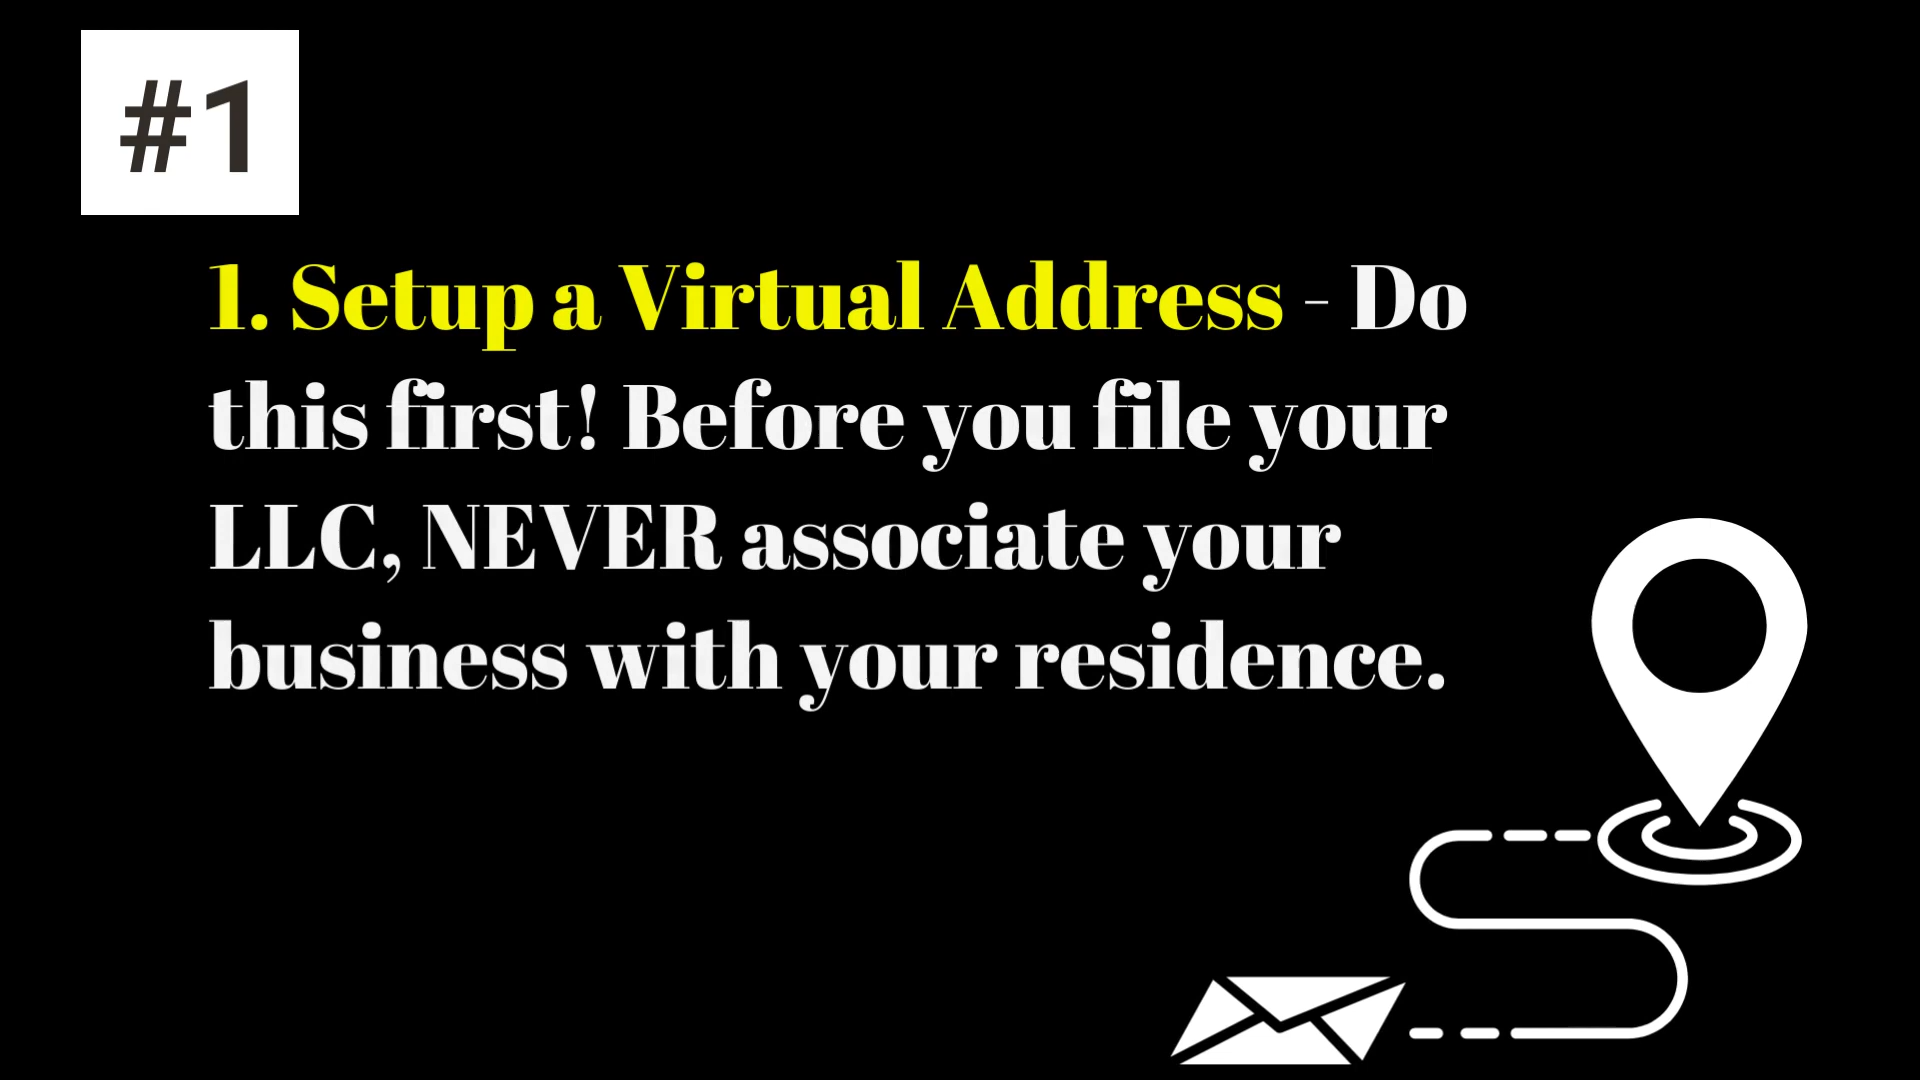 #1
1. Setup a Virtual Address - Do
this first! Before you file your
LLC, NEVER associate your
business with your residence.